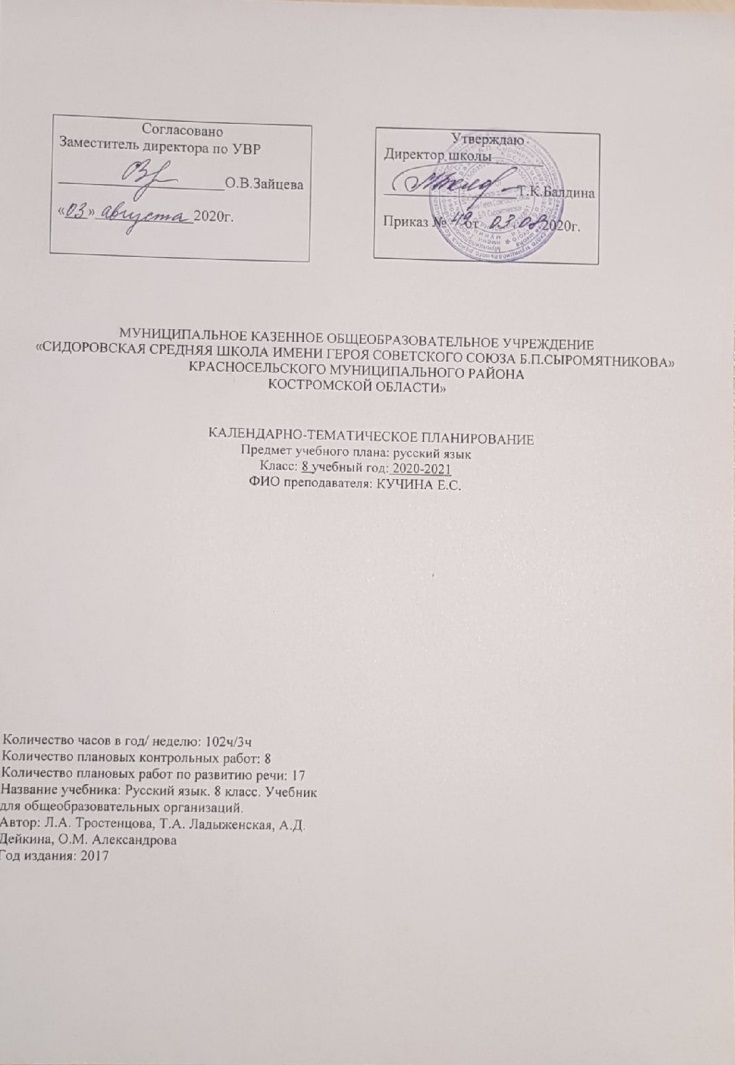 Согласовано
Заместитель директора по УВР
О.В.Зайцева
«03» августа 2020г.
Утверждаю
Директор школы
Т.К.Балдина
Приказ № 49 от 03.08 2020г.
МУНИЦИПАЛЬНОЕ КАЗЕННОЕ ОБЩЕОБРАЗОВАТЕЛЬНОЕ УЧРЕЖДЕНИЕ
«СИДОРОВСКАЯ СРЕДНЯЯ ШКОЛА ИМЕНИ ГЕРОЯ СОВЕТСКОГО СОЮЗА Б.П.СЫРОМЯТНИКОВА»
КРАСНОСЕЛЬСКОГО МУНИЦИПАЛЬНОГО РАЙОНА
КОСТРОМСКОЙ ОБЛАСТИ»
КАЛЕНДАРНО-ТЕМАТИЧЕСКОЕ ПЛАНИРОВАНИЕ
Предмет учебного плана: русский язык
Класс: 8 учебный год: 2020-2021
ФИО преподавателя: КУЧИНА Е.С.
Количество часов в год/ неделю: 102ч/3ч
Количество плановых контрольных работ: 8
Количество плановых работ по развитию речи: 17
Название учебника: Русский язык. 8 класс. Учебник
для общеобразовательных организаций.
Автор: Л.А. Тростенцова, Т.А. Ладыженская, А.Д.
Дейкина, О.М. Александрова
Год издания: 2017